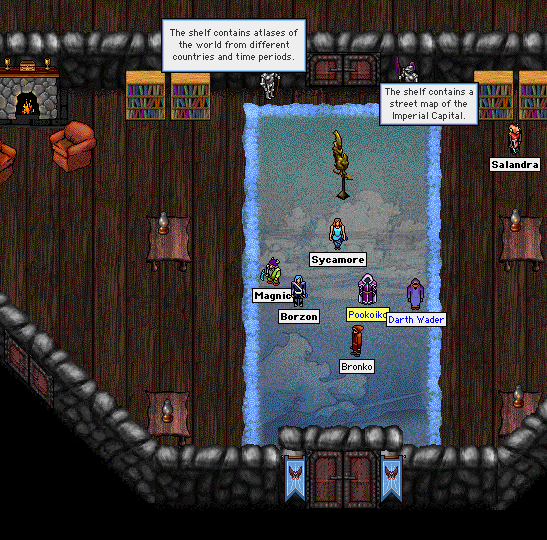 The shelf contains atlases of
the world from different
countries and time periods.
The shelf contains a
street map of the
Imperial Capital.
Salandra
Sycamore
Magnic
Borzon
Pookoiko
Darth Wader
Bronko